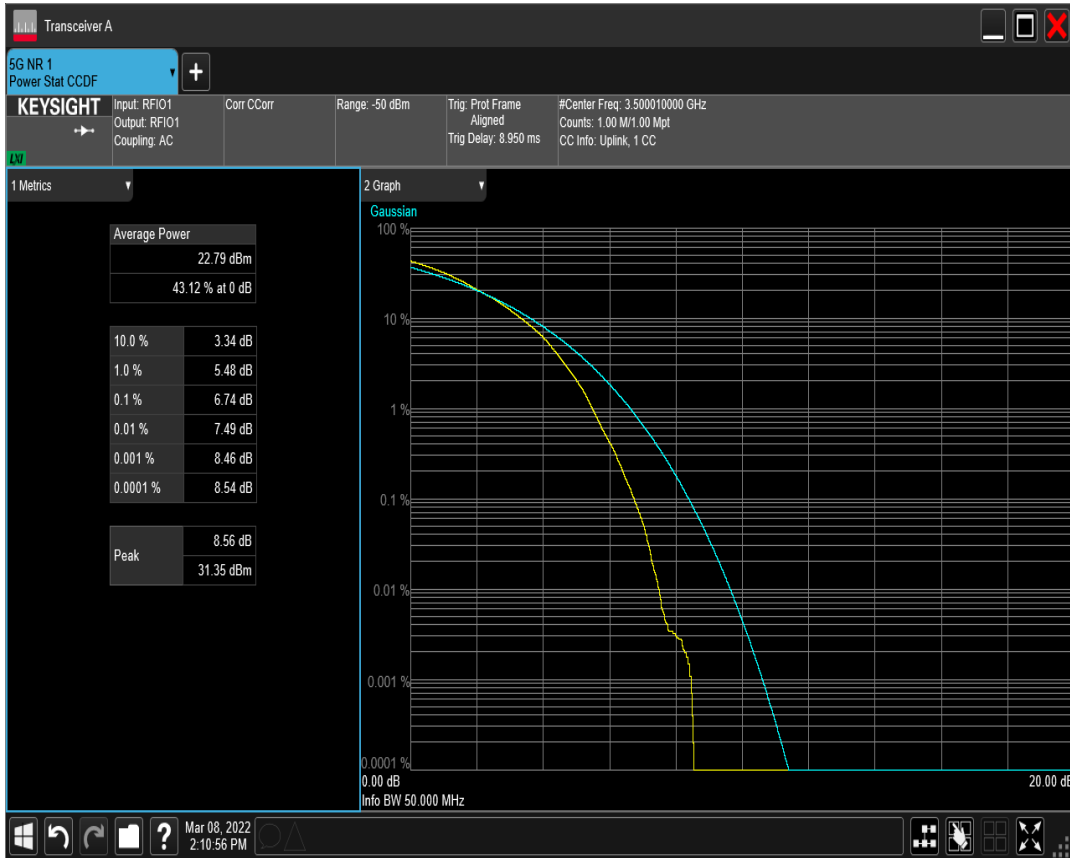 Transceiver A
5G NR 1
Power Stat CCDF
KEYSIGHT
LXI
Input: RFIO1
Output: RFIO1
Coupling: AC
Corr CCorr
Range: -50 dBm
Trig: Prot Frame
Aligned
Trig Delay: 8.950 ms
#Center Freq: 3.500010000 GHz
Counts: 1.00 M/1.00 Mpt
CC Info: Uplink, 1 CC
1 Metrics
Average Power
22.79 dBm
43.12 % at 0 dB
10.0 % 3.34 dB
1.0 % 5.48 dB
0.1 % 6.74 dB
0.01 % 7.49 dB
0.001 % 8.46 dB
0.0001 % 8.54 dB
Peak
8.56 dB
31.35 dBm
2 Graph
Gaussian
100 %
10 %
1 %
0.1 %
0.01 %
0.001 %
0.0001 %
0.00 dB 20.00 dB
Info BW 50.000 MHz
?
Mar 08, 2022
2:10:56 PM